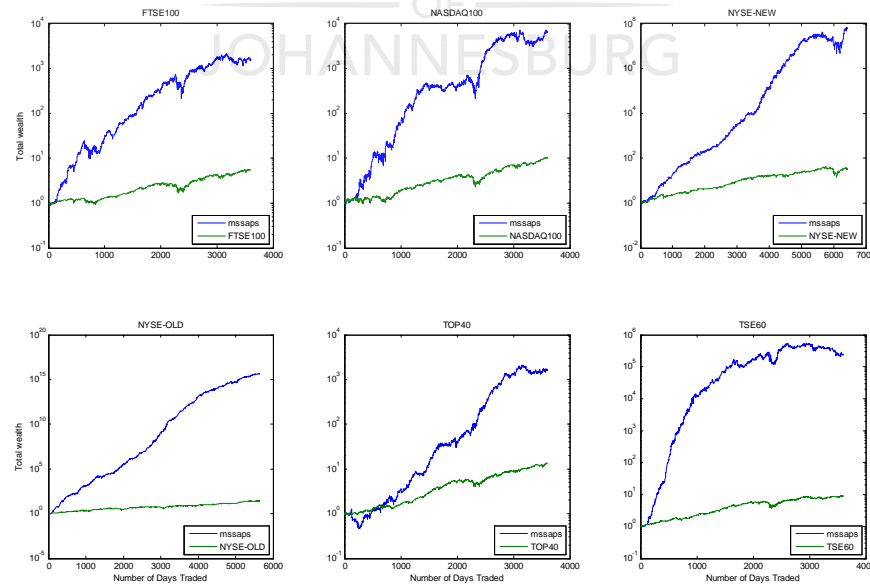 OF
JOHANNESBURG
FTSE100
Total wealth
10^4
10^3
10^2
10^1
10^0
10^-1
0 1000 2000 3000 4000
mssaps
FTSE100
NASDAQ100
10^4
10^3
10^2
10^1
10^0
10^-1
0 1000 2000 3000 4000
mssaps
NASDAQ100
NYSE-NEW
10^8
10^6
10^4
10^2
10^0
10^-2
0 1000 2000 3000 4000 5000 6000 700
mssaps
NYSE-NEW
NYSE-OLD
Total wealth
10^20
10^15
10^10
10^5
10^0
10^-5
0 1000 2000 3000 4000 5000 6000
Number of Days Traded
mssaps
NYSE-OLD
TOP40
10^4
10^3
10^2
10^1
10^0
10^-1
0 1000 2000 3000 4000
Number of Days Traded
mssaps
TOP40
TSE60
10^6
10^5
10^4
10^3
10^2
10^1
10^0
10^-1
0 1000 2000 3000 400
Number of Days Traded
mssaps
TSE60